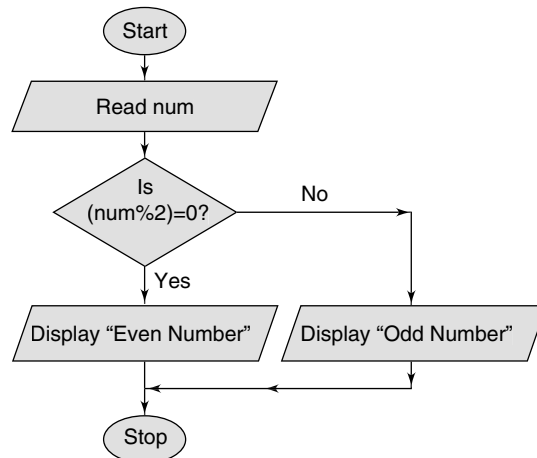 Start
Read num
Is
(num%2)=0?
No
Yes
Display “Even Number”
Display “Odd Number”
Stop